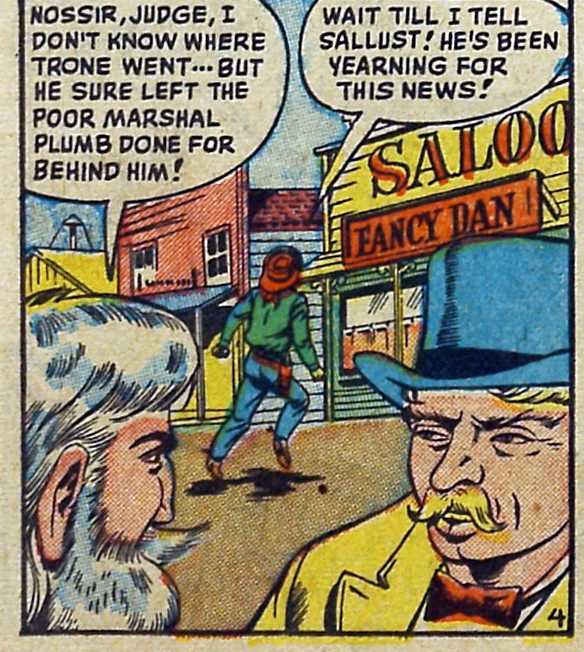 NOSSIR, JUDGE, I
DON'T KNOW WHERE
TRONE WENT... BUT
HE SURE LEFT THE
POOR MARSHAL
PLUMB DONE FOR
BEHIND HIM!
WAIT TILL I TELL
SALLUST! HE'S BEEN
YEARNING FOR
THIS NEWS!
SALOO
FANCY DAN
4